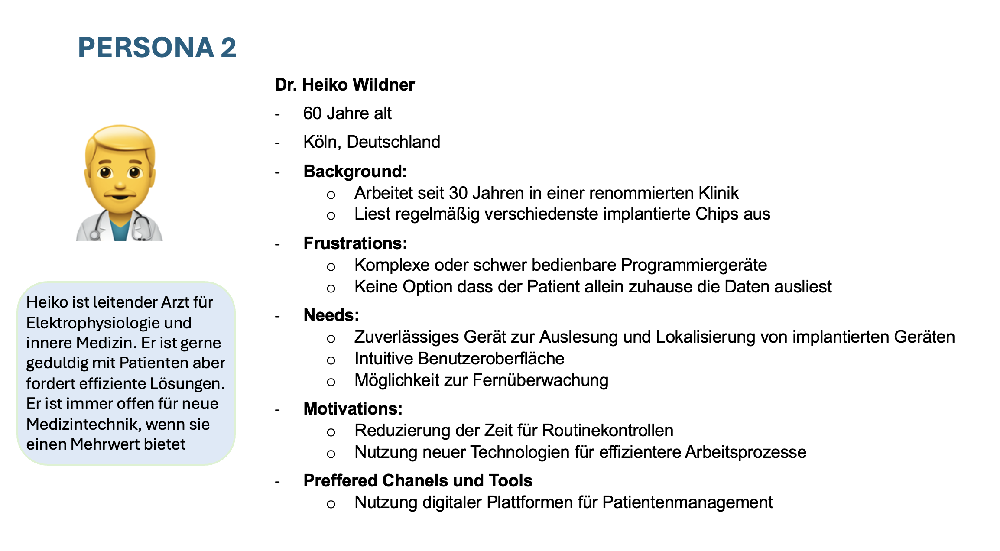 PERSONA 2
Dr. Heiko Wildner
- 60 Jahre alt
- Köln, Deutschland
- Background:
o Arbeitet seit 30 Jahren in einer renommierten Klinik
o Liest regelmäßig verschiedenste implantierte Chips aus
- Frustrations:
o Komplexe oder schwer bedienbare Programmiergeräte
o Keine Option dass der Patient allein zuhause die Daten ausliest
- Needs:
o Zuverlässiges Gerät zur Auslesung und Lokalisierung von implantierten Geräten
o Intuitive Benutzeroberfläche
o Möglichkeit zur Fernüberwachung
- Motivations:
o Reduzierung der Zeit für Routinekontrollen
o Nutzung neuer Technologien für effizientere Arbeitsprozesse
- Preffered Chanels und Tools
o Nutzung digitaler Plattformen für Patientenmanagement
Heiko ist leitender Arzt für
Elektrophysiologie und
innere Medizin. Er ist gerne
geduldig mit Patienten aber
fordert effiziente Lösungen.
Er ist immer offen für neue
Medizintechnik, wenn sie
einen Mehrwert bietet